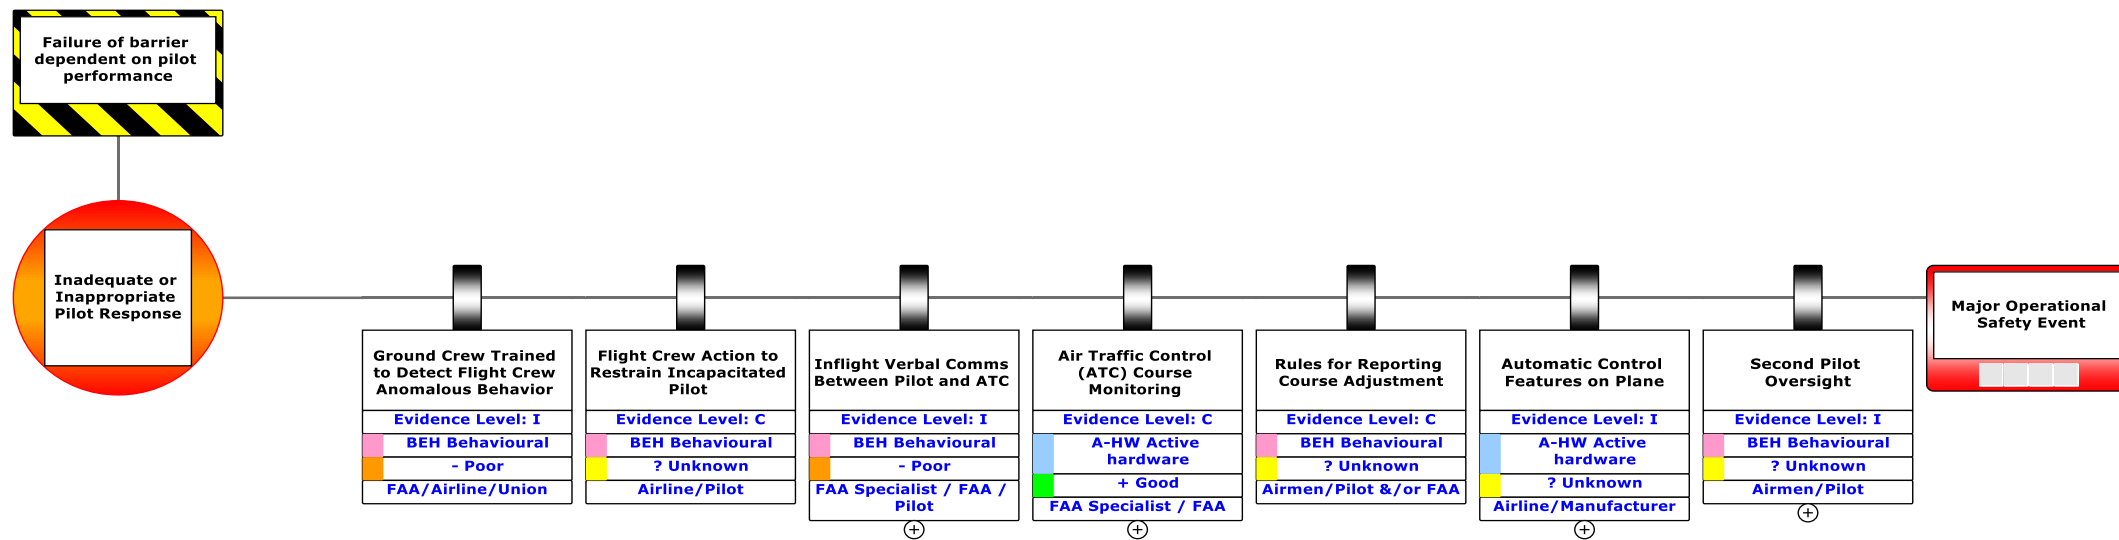 Failure of barrier
dependent on pilot
performance
Inadequate or
Inappropriate
Pilot Response
Ground Crew Trained
to Detect Flight Crew
Anomalous Behavior
Evidence Level: I
BEH Behavioural
- Poor
FAA/Airline/Union
Flight Crew Action to
Restrain Incapacitated
Pilot
Evidence Level: C
BEH Behavioural
? Unknown
Airline/Pilot
Inflight Verbal Comms
Between Pilot and ATC
Evidence Level: I
BEH Behavioural
- Poor
FAA Specialist / FAA /
Pilot
Air Traffic Control
(ATC) Course
Monitoring
Evidence Level: C
A-HW Active
hardware
+ Good
FAA Specialist / FAA
Rules for Reporting
Course Adjustment
Evidence Level: C
BEH Behavioural
? Unknown
Airmen/Pilot &/or FAA
Automatic Control
Features on Plane
Evidence Level: I
A-HW Active
hardware
? Unknown
Airline/Manufacturer
Second Pilot
Oversight
Evidence Level: I
BEH Behavioural
? Unknown
Airmen/Pilot
Major Operational
Safety Event